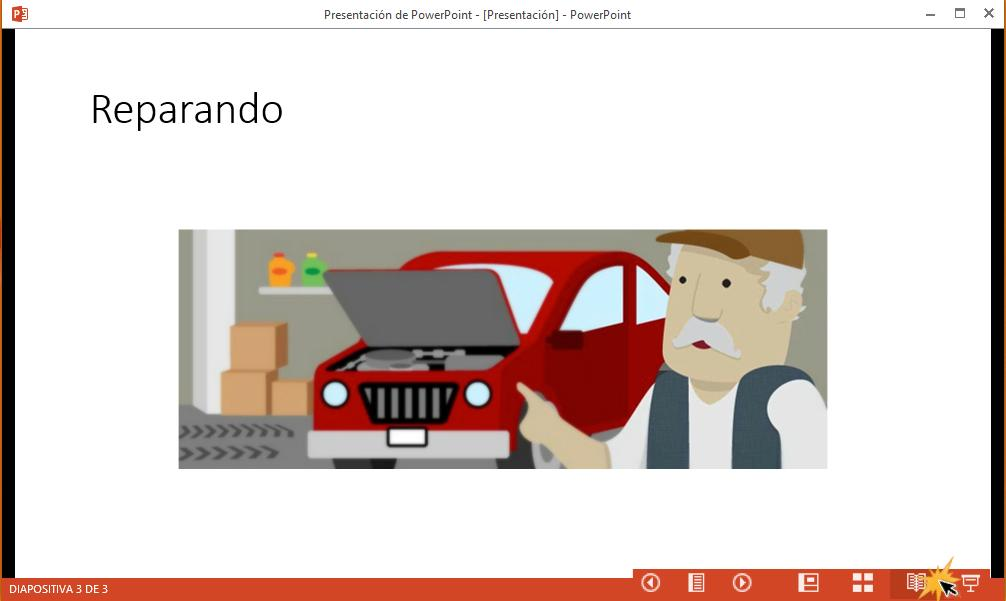 Presentación de PowerPoint - [Presentación] - PowerPoint
Reparando
DIAPOSITIVA 3 DE 3